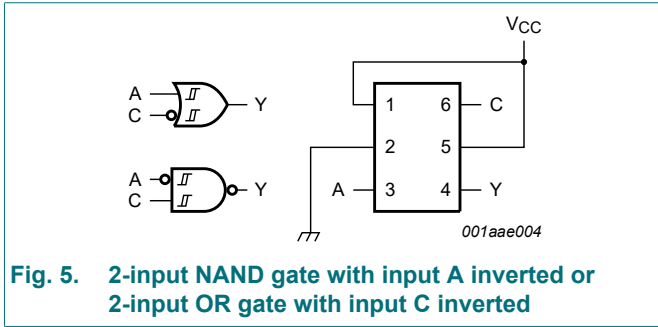 VCC
A
C
Y
A
C
Y
1
6
C
2
5
A
3
4
Y
001aae004
Fig. 5. 2-input NAND gate with input A inverted or
2-input OR gate with input C inverted